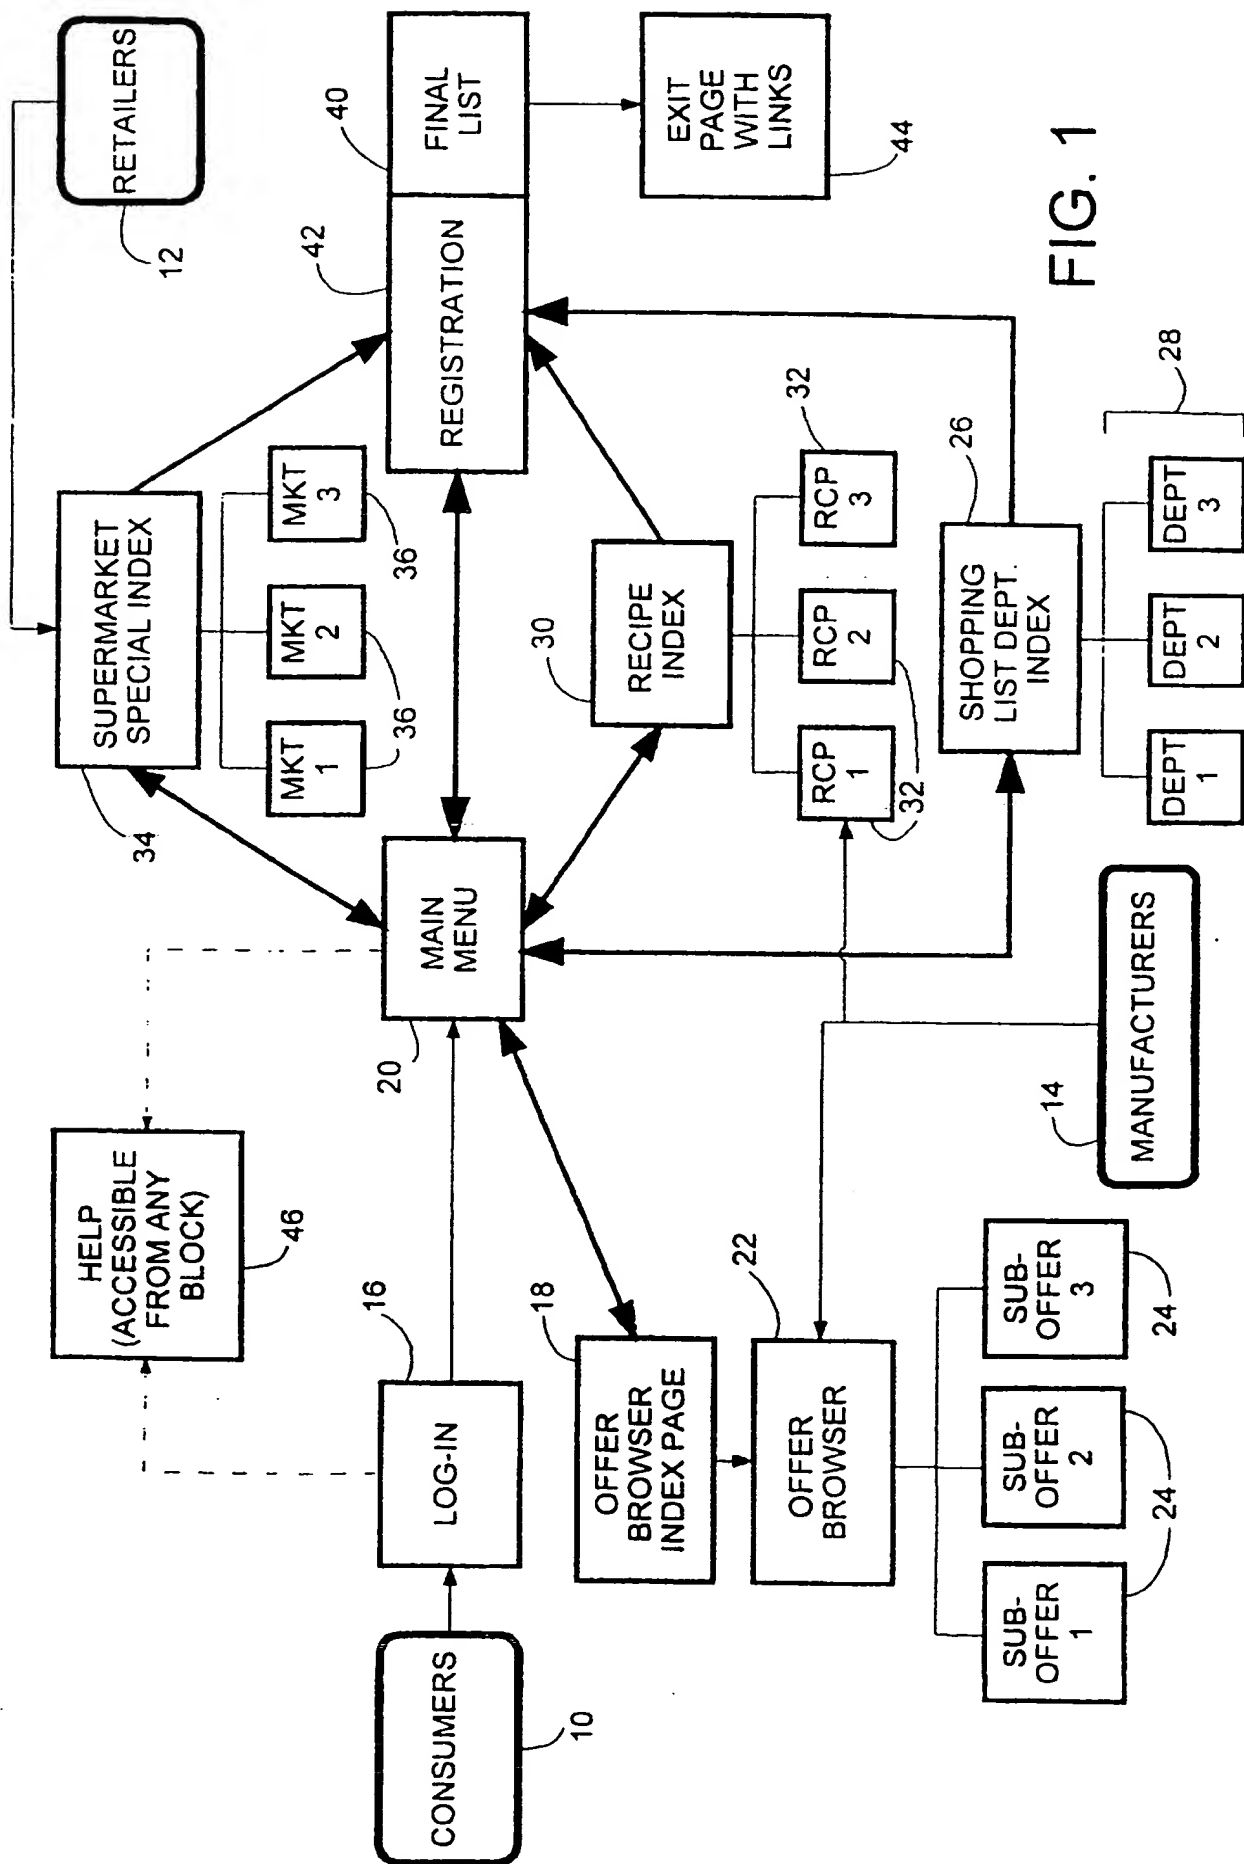 RETAILERS
12
HELP
(ACCESSIBLE
FROM ANY
BLOCK)
46
SUPERMARKET
SPECIAL INDEX
34
MKT
1
MKT
2
MKT
3
36
36
CONSUMERS
10
LOG-IN
16
MAIN
MENU
20
REGISTRATION
42
FINAL
LIST
40
EXIT
PAGE
WITH
LINKS
44
OFFER
BROWSER
INDEX PAGE
18
RECIPE
INDEX
30
OFFER
BROWSER
22
RCP
1
RCP
2
RCP
3
32
32
SHOPPING
LIST DEPT.
INDEX
26
SUB-
OFFER
1
SUB-
OFFER
2
SUB-
OFFER
3
24
24
MANUFACTURERS
14
DEPT
1
DEPT
2
DEPT
3
28
FIG. 1